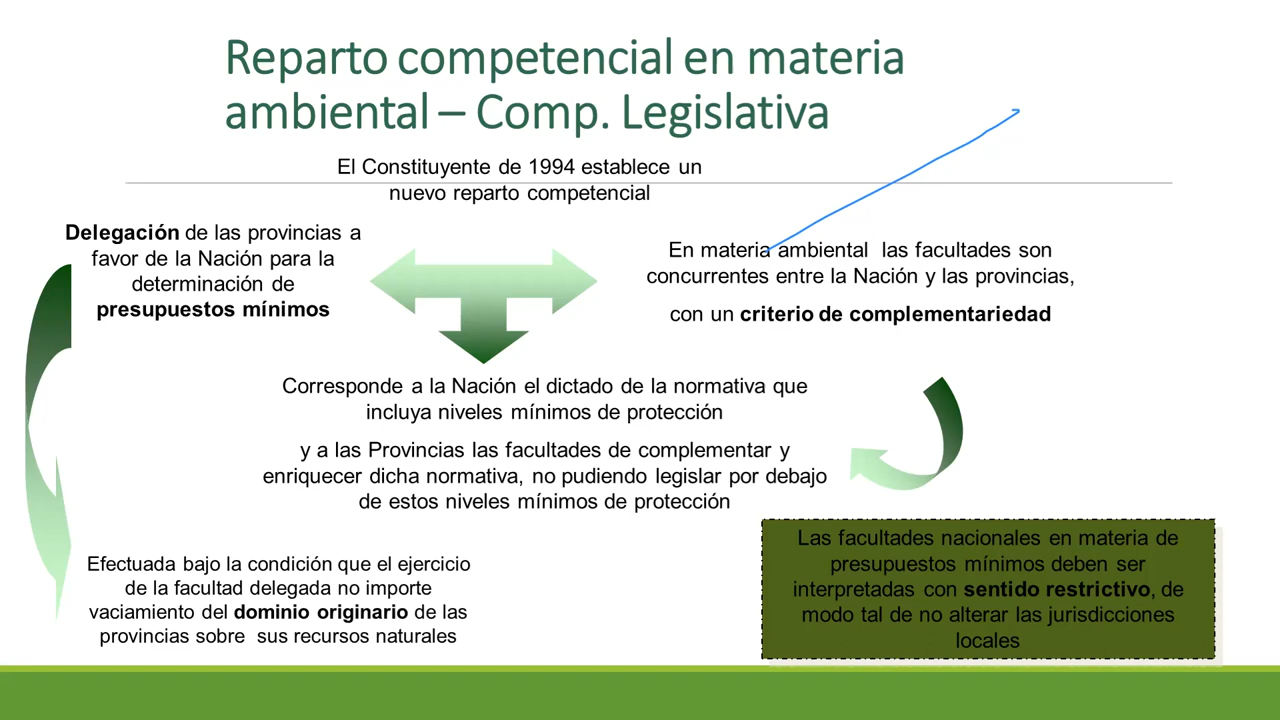 Reparto competencial en materia
ambiental – Comp. Legislativa
El Constituyente de 1994 establece un
nuevo reparto competencial
Delegación de las provincias a
favor de la Nación para la
determinación de
presupuestos mínimos
En materia ambiental las facultades son
concurrentes entre la Nación y las provincias,
con un criterio de complementariedad
Corresponde a la Nación el dictado de la normativa que
incluya niveles mínimos de protección
y a las Provincias las facultades de complementar y
enriquecer dicha normativa, no pudiendo legislar por debajo
de estos niveles mínimos de protección
Efectuada bajo la condición que el ejercicio
de la facultad delegada no importe
vaciamiento del dominio originario de las
provincias sobre sus recursos naturales
Las facultades nacionales en materia de
presupuestos mínimos deben ser
interpretadas con sentido restrictivo, de
modo tal de no alterar las jurisdicciones
locales